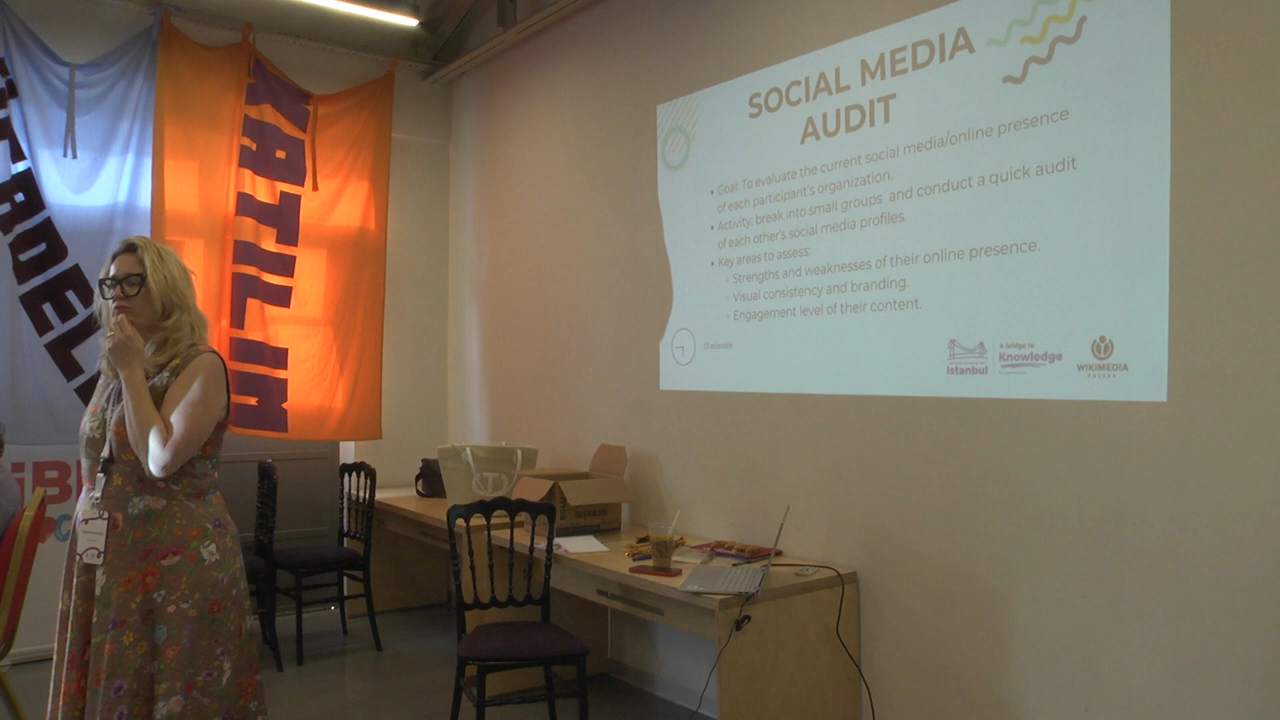 SOCIAL MEDIA
AUDIT
• Goal: To evaluate the current social media/online presence
of each participant's organization.
• Activity: break into small groups and conduct a quick audit
of each other's social media profiles.
• Key areas to assess:
Strengths and weaknesses of their online presence.
Visual consistency and branding.
Engagement level of their content.
15 minutes
Istanbul
A bridge to
Knowledge
WIKIMEDIA
POLSKA
KATILIM
iB